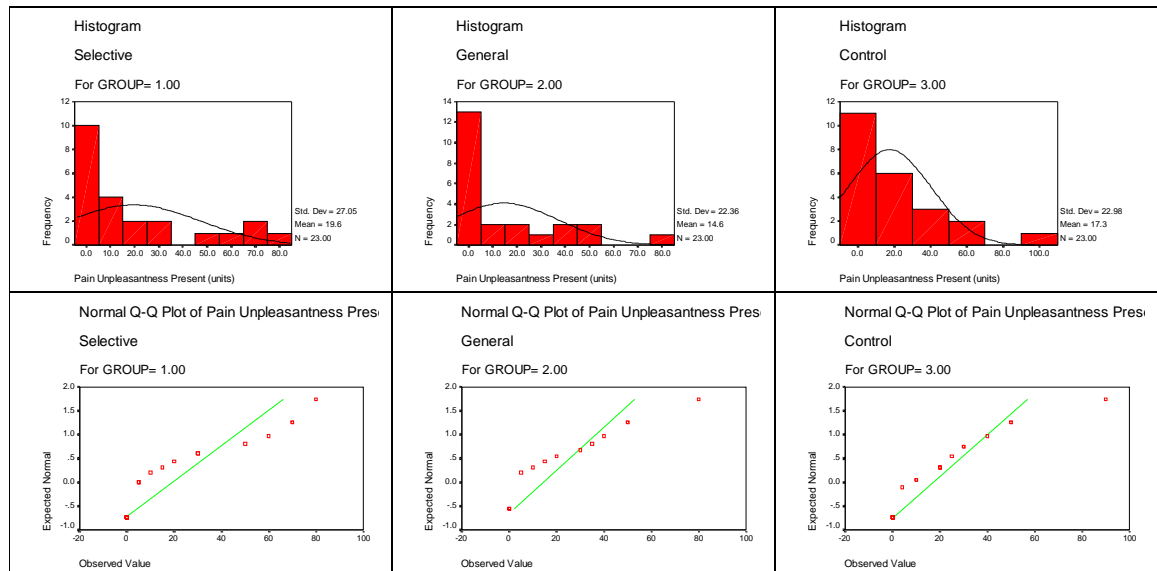 Histogram
Selective
For GROUP= 1.00
12
10
8
6
4
2
0
Frequency
0.0 10.0 20.0 30.0 40.0 50.0 60.0 70.0 80.0
Pain Unpleasantness Present (units)
Std. Dev = 27.05
Mean = 19.6
N = 23.00
Histogram
General
For GROUP= 2.00
14
12
10
8
6
4
2
0
Frequency
0.0 10.0 20.0 30.0 40.0 50.0 60.0 70.0 80.0
Pain Unpleasantness Present (units)
Std. Dev = 22.36
Mean = 14.6
N = 23.00
Histogram
Control
For GROUP= 3.00
12
10
8
6
4
2
0
Frequency
0.0 20.0 40.0 60.0 80.0 100.0
Pain Unpleasantness Present (units)
Std. Dev = 22.98
Mean = 17.3
N = 23.00
Normal Q-Q Plot of Pain Unpleasantness Pres
Selective
For GROUP= 1.00
2.0
1.5
1.0
.5
0.0
-.5
-1.0
Expected Normal
-20 0 20 40 60 80 100
Observed Value
Normal Q-Q Plot of Pain Unpleasantness Pres
General
For GROUP= 2.00
2.0
1.5
1.0
.5
0.0
-.5
-1.0
Expected Normal
-20 0 20 40 60 80 100
Observed Value
Normal Q-Q Plot of Pain Unpleasantness Pres
Control
For GROUP= 3.00
2.0
1.5
1.0
.5
0.0
-.5
-1.0
Expected Normal
-20 0 20 40 60 80 100
Observed Value